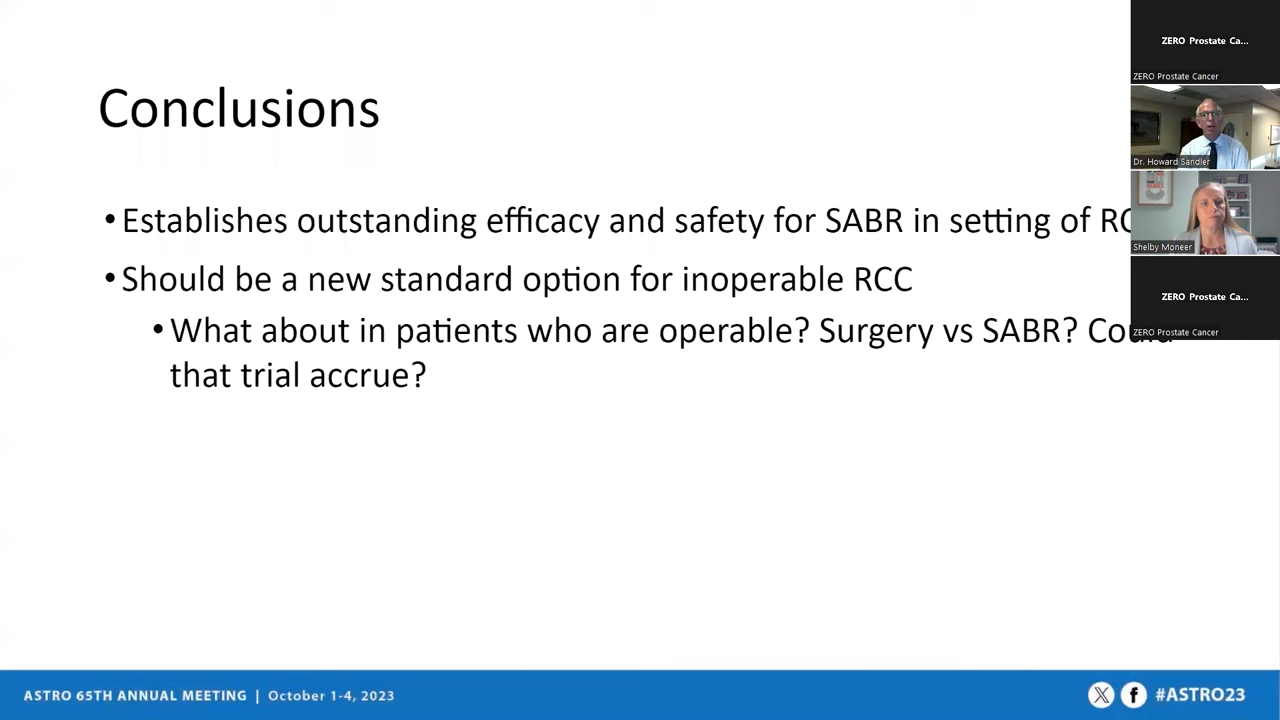 Conclusions
• Establishes outstanding efficacy and safety for SABR in setting of
• Should be a new standard option for inoperable RCC
• What about in patients who are operable? Surgery vs SABR? Could
that trial accrue?
ZERO Prostate Ca...
ZERO Prostate Cancer
Dr. Howard Sandler
Shelby Moneer
ZERO Prostate Ca...
ZERO Prostate Cancer
ASTRO 65TH ANNUAL MEETING | October 1-4, 2023
X f #ASTRO23